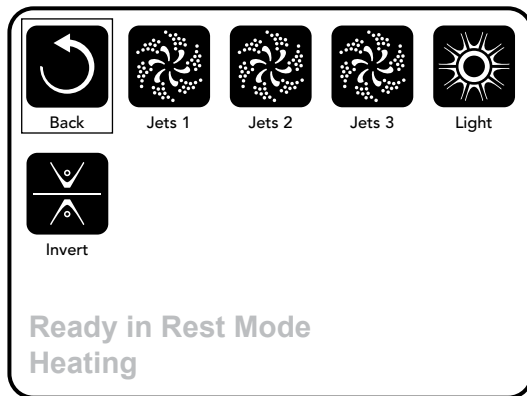 Back
Jets 1
Jets 2
Jets 3
Light
Invert
Ready in Rest Mode
Heating